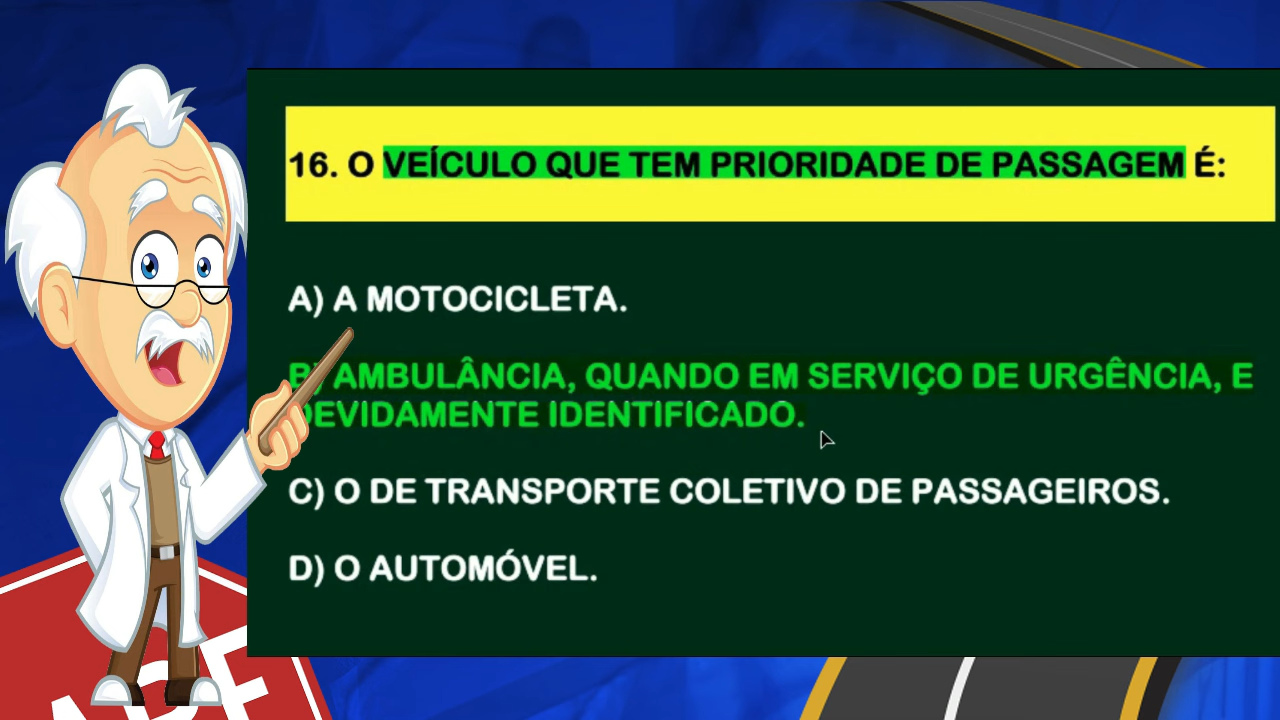 16. O VEÍCULO QUE TEM PRIORIDADE DE PASSAGEM É:
A) A MOTOCICLETA.
B) AMBULÂNCIA, QUANDO EM SERVIÇO DE URGÊNCIA, E
DEVIDAMENTE IDENTIFICADO.
C) O DE TRANSPORTE COLETIVO DE PASSAGEIROS.
D) O AUTOMÓVEL.